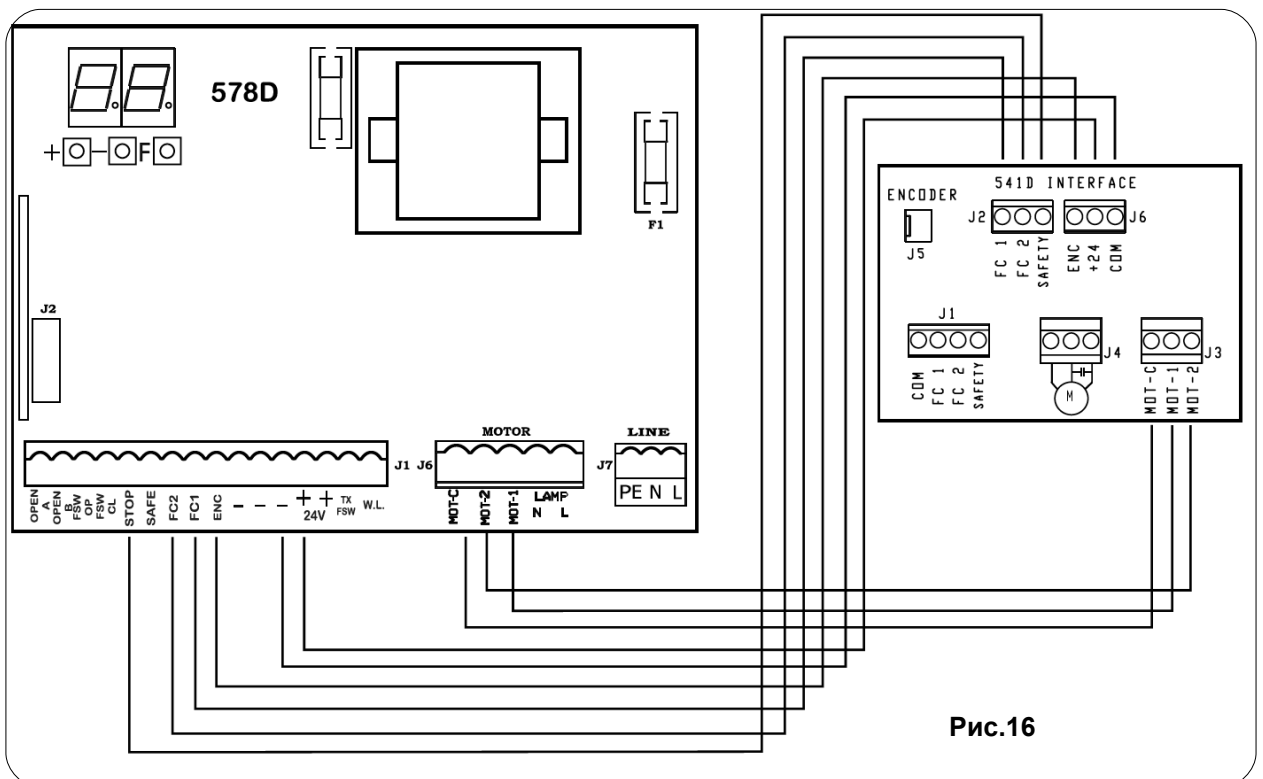 578D
+ - F
F1
J2
MOTOR
LINE
J1
J6
J7
OPEN A
OPEN B
FSW OP
FSW CL
STOP
SAFE
FC2
FC1
ENC
- - -
+ +
24V
TX FSW
W.L.
MOT-C
MOT-2
MOT-1
LAMP
N L
PE N L
541D INTERFACE
ENCODER
J5
J2
J6
FC 1
FC 2
SAFETY
ENC
+24
COM
J1
COM
FC 1
FC 2
SAFETY
J4
M
J3
MOT-C
MOT-1
MOT-2
Рис.16